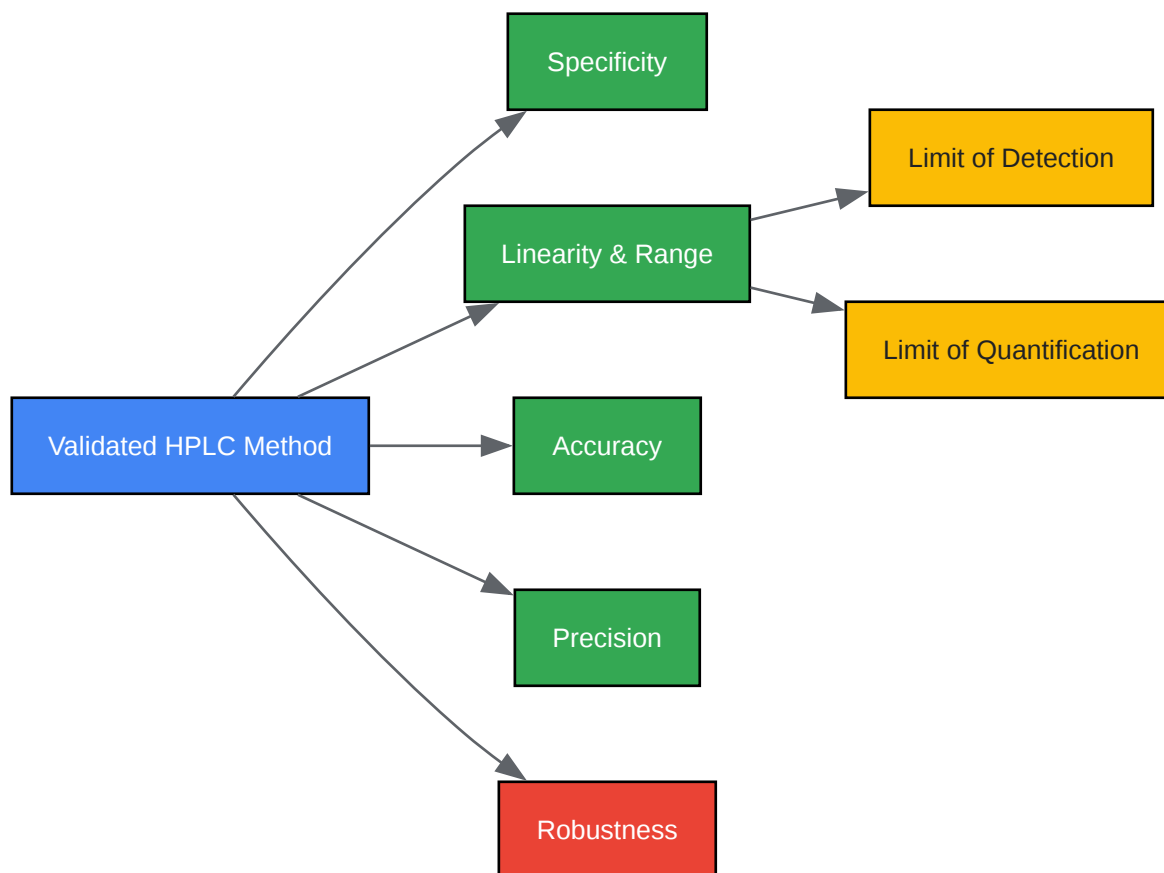 Specificity
Limit of Detection
Linearity & Range
Limit of Quantification
Validated HPLC Method
Accuracy
Precision
Robustness